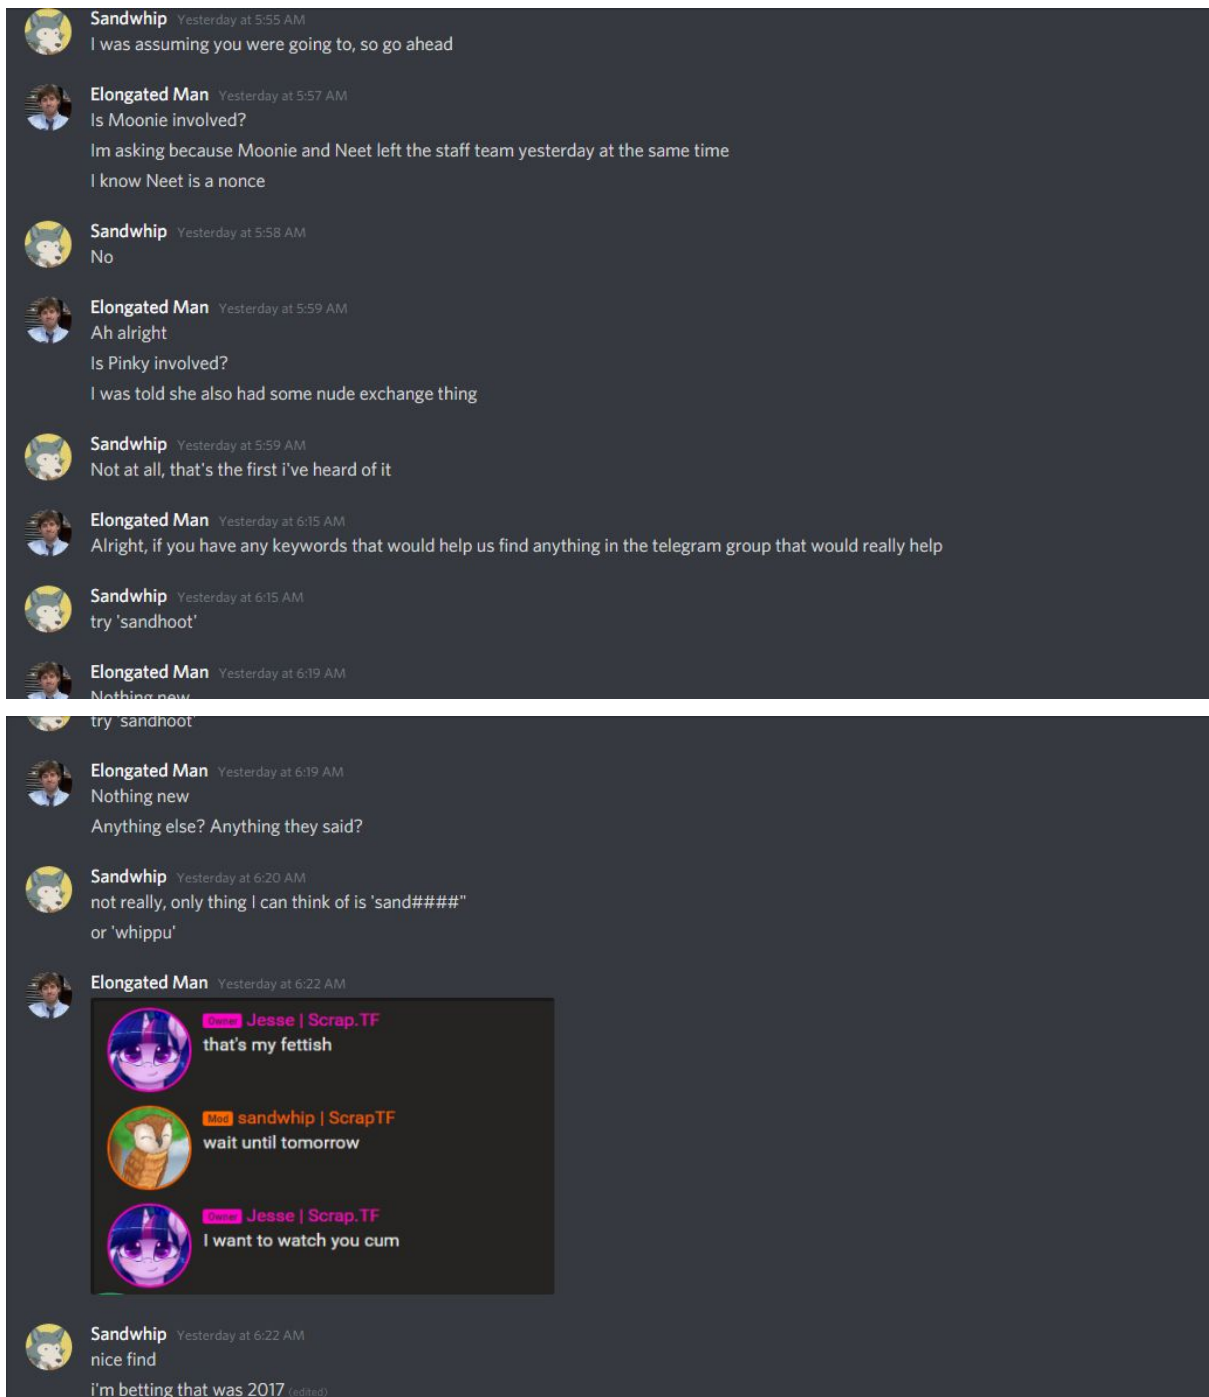 Sandwhip Yesterday at 5:55 AM
I was assuming you were going to, so go ahead
Elongated Man Yesterday at 5:57 AM
Is Moonie involved?
Im asking because Moonie and Neet left the staff team yesterday at the same time
I know Neet is a nonce
Sandwhip Yesterday at 5:58 AM
No
Elongated Man Yesterday at 5:59 AM
Ah alright
Is Pinky involved?
I was told she also had some nude exchange thing
Sandwhip Yesterday at 5:59 AM
Not at all, that's the first i've heard of it
Elongated Man Yesterday at 6:15 AM
Alright, if you have any keywords that would help us find anything in the telegram group that would really help
Sandwhip Yesterday at 6:15 AM
try 'sandhoot'
Elongated Man Yesterday at 6:19 AM
Nothing new
try 'sandhoot'
Elongated Man Yesterday at 6:19 AM
Nothing new
Anything else? Anything they said?
Sandwhip Yesterday at 6:20 AM
not really, only thing I can think of is 'sand####"
or 'whippu'
Elongated Man Yesterday at 6:22 AM
Owner Jesse | Scrap.TF
that's my fettish
Mod sandwhip | ScrapTF
wait until tomorrow
Owner Jesse | Scrap.TF
I want to watch you cum
Sandwhip Yesterday at 6:22 AM
nice find
i'm betting that was 2017 (edited)